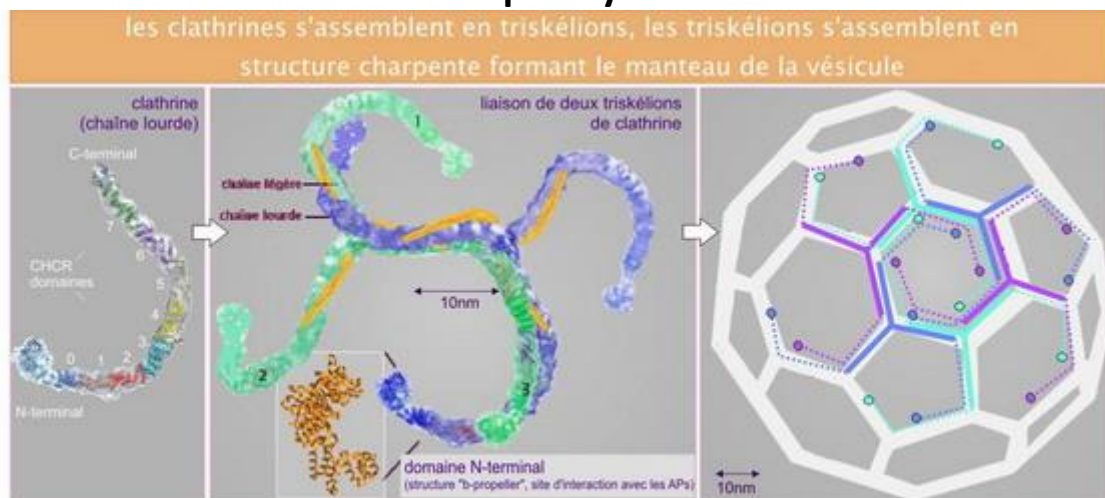 les clathrines s'assemblent en triskélions, les triskélions s'assemblent en
structure charpente formant le manteau de la vésicule
clathrine
(chaîne lourde)
C-terminal
7
6
CHCR
domaines
5
4
3
0 1 2
N-terminal
liaison de deux triskélions
de clathrine
1
chaîne légère
chaîne lourde
10nm
2
3
domaine N-terminal
(structure "b-propeller", site d'interaction avec les APs)
10nm